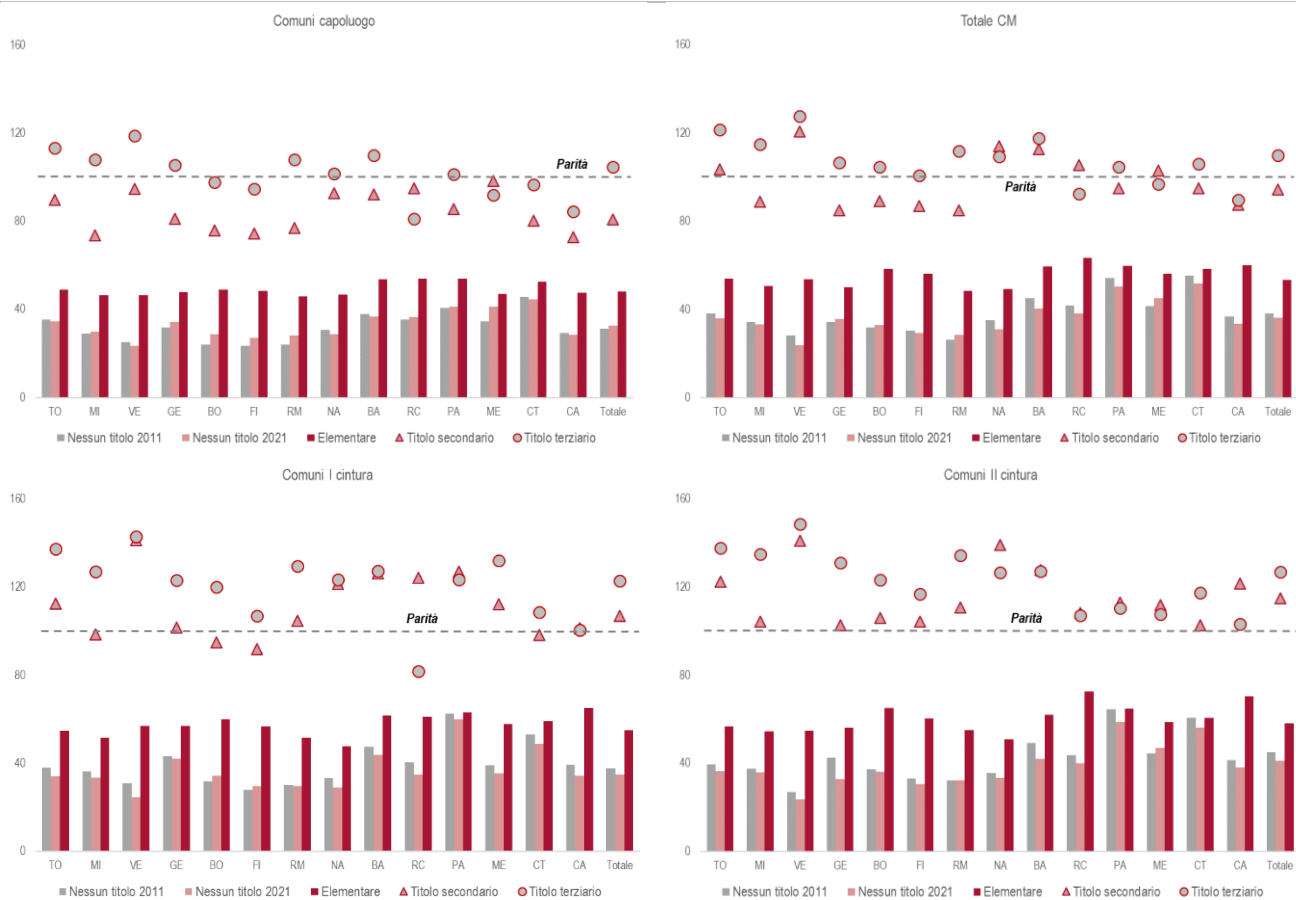 Comuni capoluogo
160
120
80
40
0
Parità
TO MI VE GE BO FI RM NA BA RC PA ME CT CA Totale
Nessun titolo 2011 Nessun titolo 2021 Elementare Titolo secondario Titolo terziario
Totale CM
160
120
80
40
0
Parità
TO MI VE GE BO FI RM NA BA RC PA ME CT CA Totale
Nessun titolo 2011 Nessun titolo 2021 Elementare Titolo secondario Titolo terziario
Comuni I cintura
160
120
80
40
0
Parità
TO MI VE GE BO FI RM NA BA RC PA ME CT CA Totale
Nessun titolo 2011 Nessun titolo 2021 Elementare Titolo secondario Titolo terziario
Comuni II cintura
160
120
80
40
0
Parità
TO MI VE GE BO FI RM NA BA RC PA ME CT CA Totale
Nessun titolo 2011 Nessun titolo 2021 Elementare Titolo secondario Titolo terziario